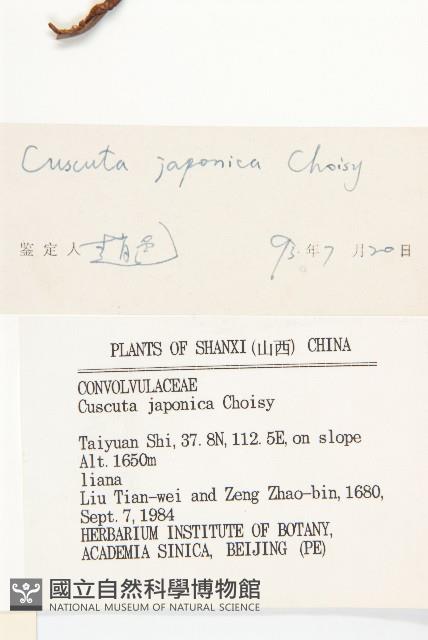 Cuscuta japonica Choisy
鉴定人 93年7月20日
PLANTS OF SHANXI (山西) CHINA
CONVOLVULACEAE
Cuscuta japonica Choisy
Taiyuan Shi, 37.8N, 112.5E, on slope
Alt. 1650m
liana
Liu Tian-wei and Zeng Zhao-bin, 1680,
Sept. 7, 1984
HERBARIUM INSTITUTE OF BOTANY,
ACADEMIA SINICA, BEIJING (PE)
國立自然科學博物館
NATIONAL MUSEUM OF NATURAL SCIENCE